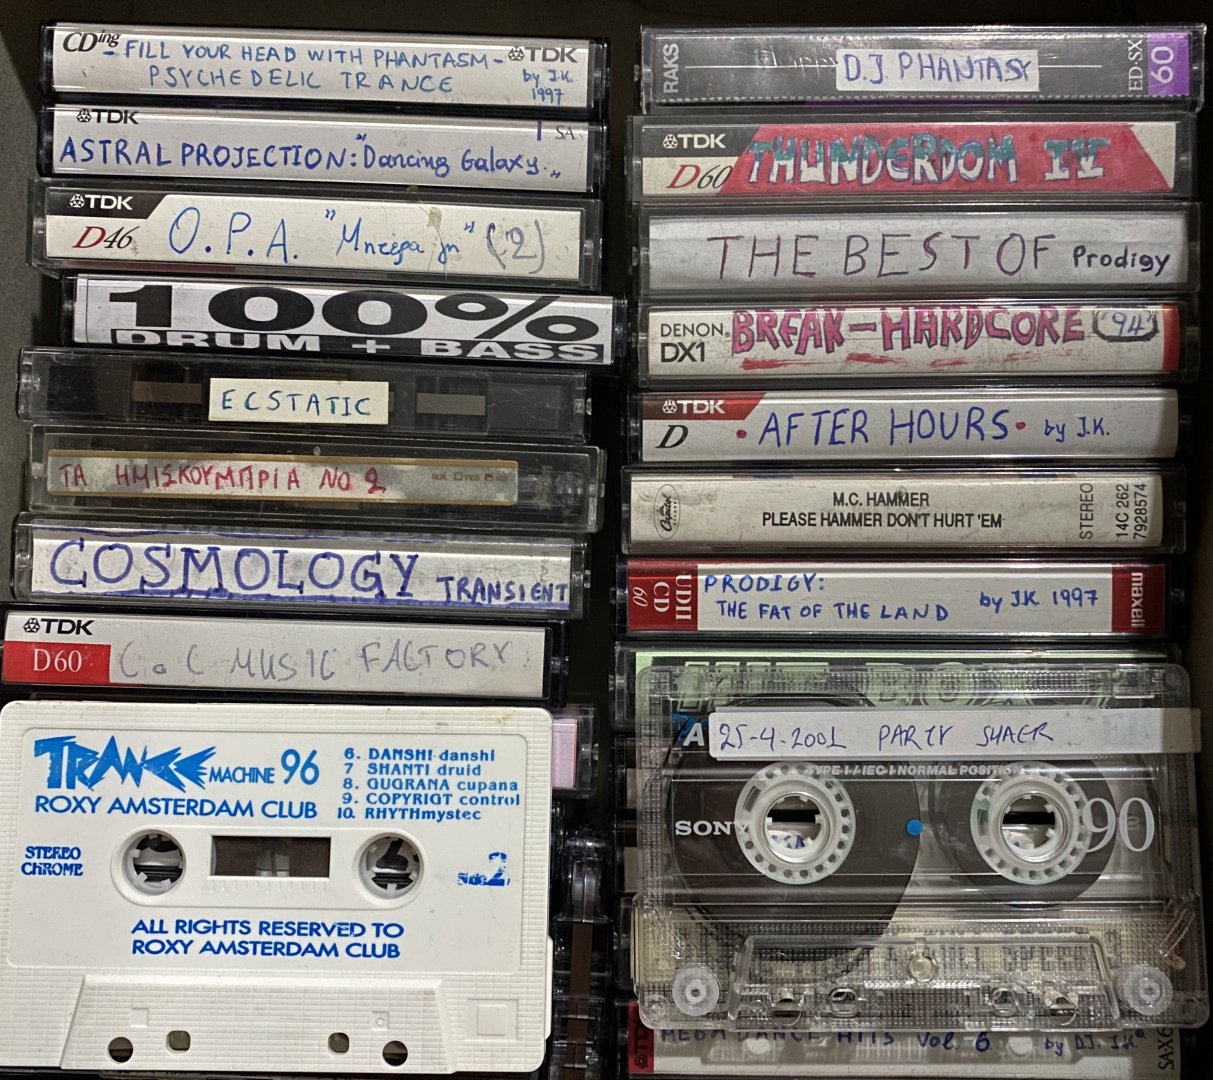 CDing
TDK
- FILL YOUR HEAD WITH PHANTASM -
PSYCHEDELIC TRANCE
by J.K.
1997
TDK
SA
ASTRAL PROJECTION: "Dancing Galaxy.."
TDK
D46
O.P.A.
(2)
100%
DRUM + BASS
ECSTATIC
ΤΑ ΗΜΙΣΚΟΥΜΠΡΙΑ ΝΟ 2
COSMOLOGY TRANSIENT
TDK
D60
C & C MUSIC FACTORY
TRANCE MACHINE 96
ROXY AMSTERDAM CLUB
6. DANSH! danshi
7 SHANTI druid
8. GUGRANA cupana
9. COPYRIGT control
10. RHYTHmystec
STEREO
CHROME
Side 2
ALL RIGHTS RESERVED TO
ROXY AMSTERDAM CLUB
RAKS
D.J. PHANTASY
ED-SX
60
TDK
D60
THUNDERDOM IV
THE BEST OF Prodigy
DENON
DX1
BREAK-HARDCORE '94
TDK
D
• AFTER HOURS • by J.K.
Capitol
M.C. HAMMER
PLEASE HAMMER DON'T HURT 'EM
STEREO
14C 262
7928574
UDII
CD
60
PRODIGY:
THE FAT OF THE LAND
by J.K 1997
maxell
A
25-4-2001 PARTY
TYPE I / IEC I NORMAL POSITION
SONY
90
MEGA DANCE HITS Vol. 6 by D.J. J.K.